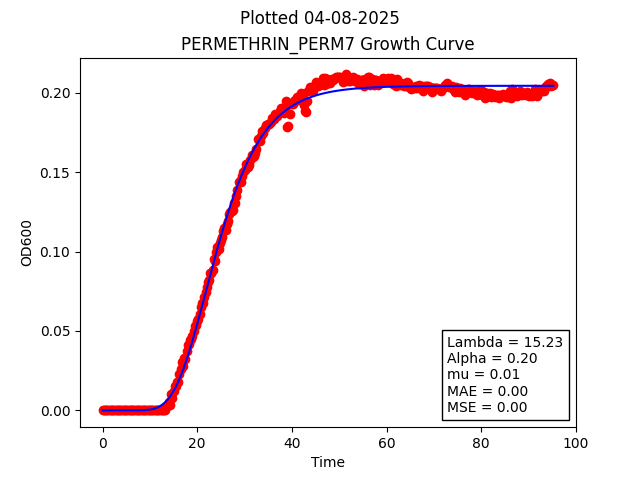 Plotted 04-08-2025
PERMETHRIN_PERM7 Growth Curve
0.20
0.15
0.10
0.05
0.00
OD600
Lambda = 15.23
Alpha = 0.20
mu = 0.01
MAE = 0.00
MSE = 0.00
0 20 40 60 80 100
Time